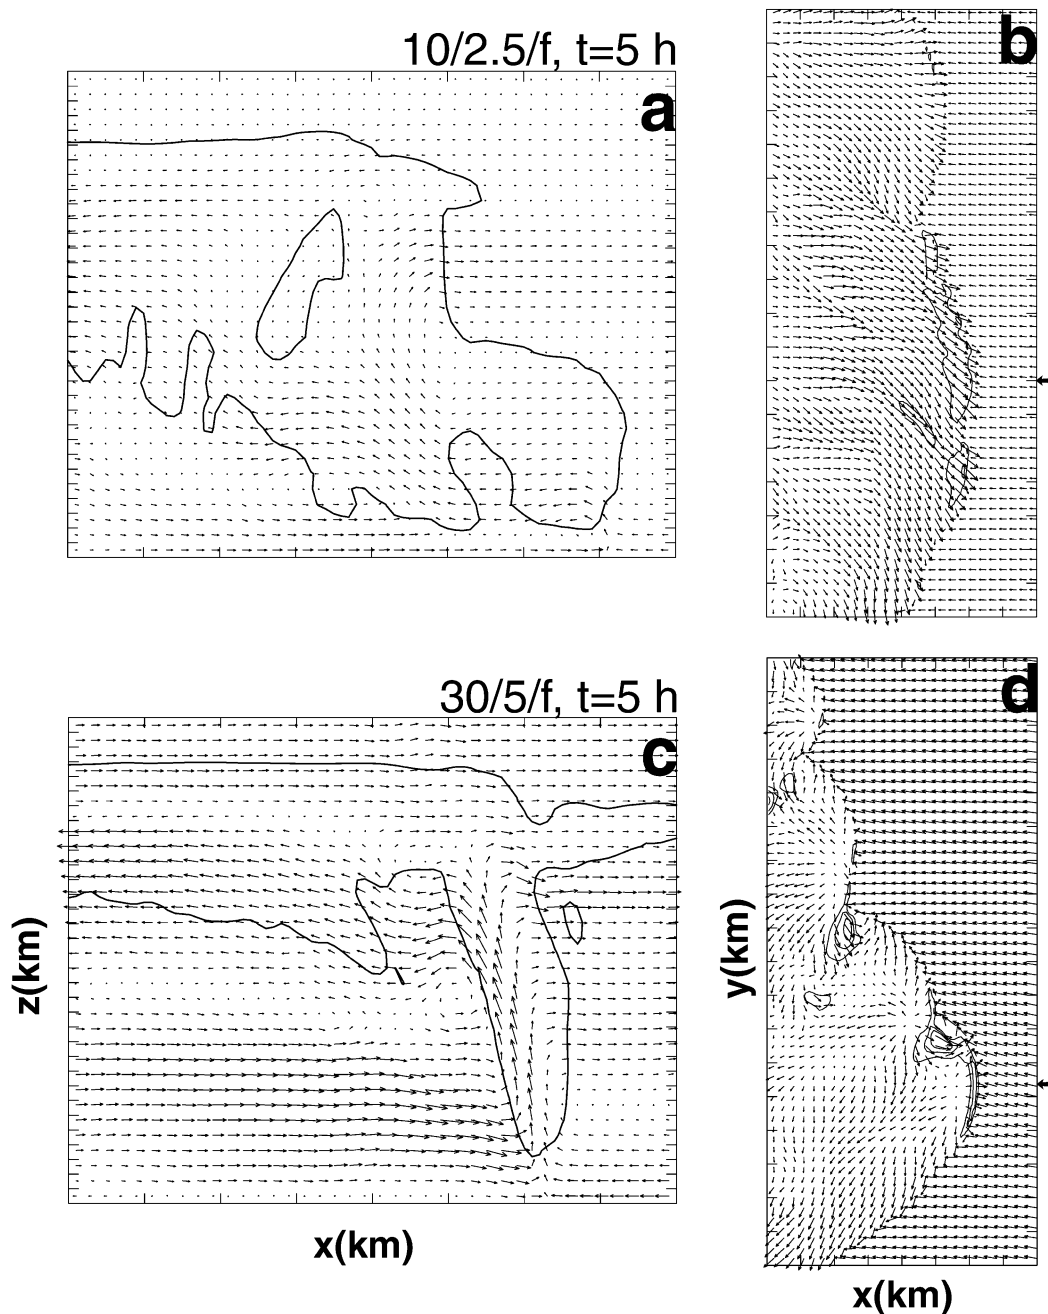 10/2.5/f, t=5 h
a
b
30/5/f, t=5 h
c
d
z(km)
y(km)
x(km)
x(km)